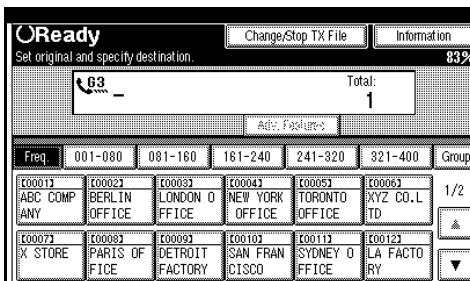 Ready
Change/Stop TX File
Information
Set original and specify destination.
83%
G3
Total:
1
Adv. Features
Freq.
001-080
081-160
161-240
241-320
321-400
Group
[0001]
ABC COMP
ANY
[0002]
BERLIN
OFFICE
[0003]
LONDON O
FFICE
[0004]
NEW YORK
OFFICE
[0005]
TORONTO
OFFICE
[0006]
XYZ CO.L
TD
1/2
[0007]
X STORE
[0008]
PARIS OF
FICE
[0009]
DETROIT
FACTORY
[0010]
SAN FRAN
CISCO
[0011]
SYDNEY O
FFICE
[0012]
LA FACTO
RY